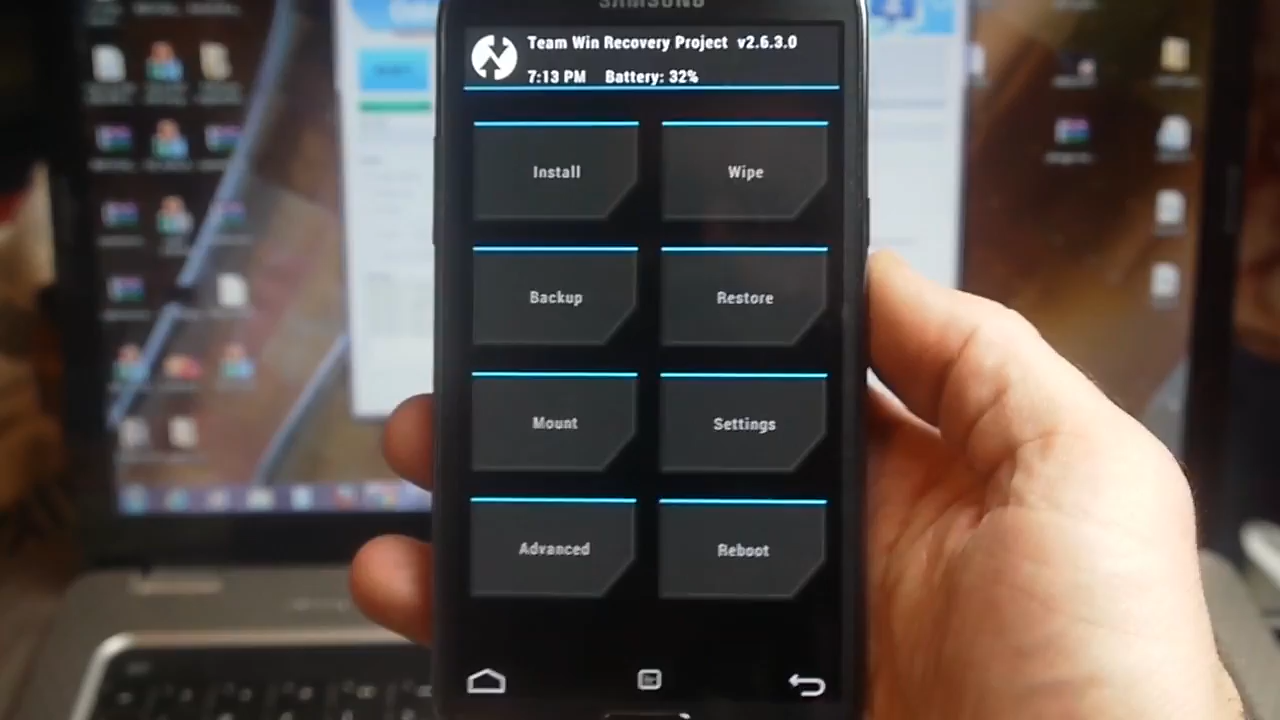 SAMSUNG
Team Win Recovery Project v2.6.3.0
7:13 PM Battery: 32%
Install
Wipe
Backup
Restore
Mount
Settings
Advanced
Reboot